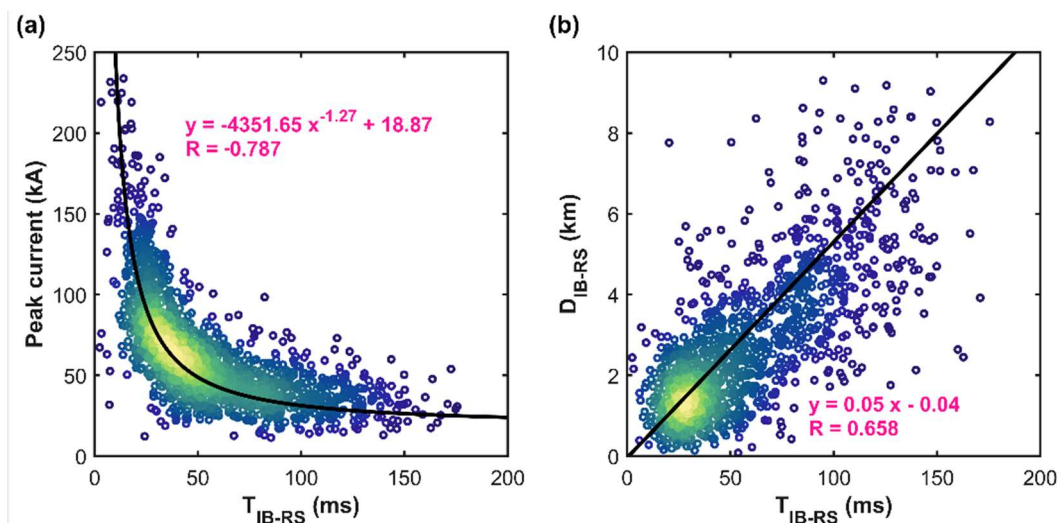 (a)
250
200
150
100
50
0
Peak current (kA)
y = -4351.65 x^-1.27 + 18.87
R = -0.787
0 50 100 150 200
T_IB-RS (ms)
(b)
10
8
6
4
2
0
D_IB-RS (km)
y = 0.05 x - 0.04
R = 0.658
0 50 100 150 200
T_IB-RS (ms)